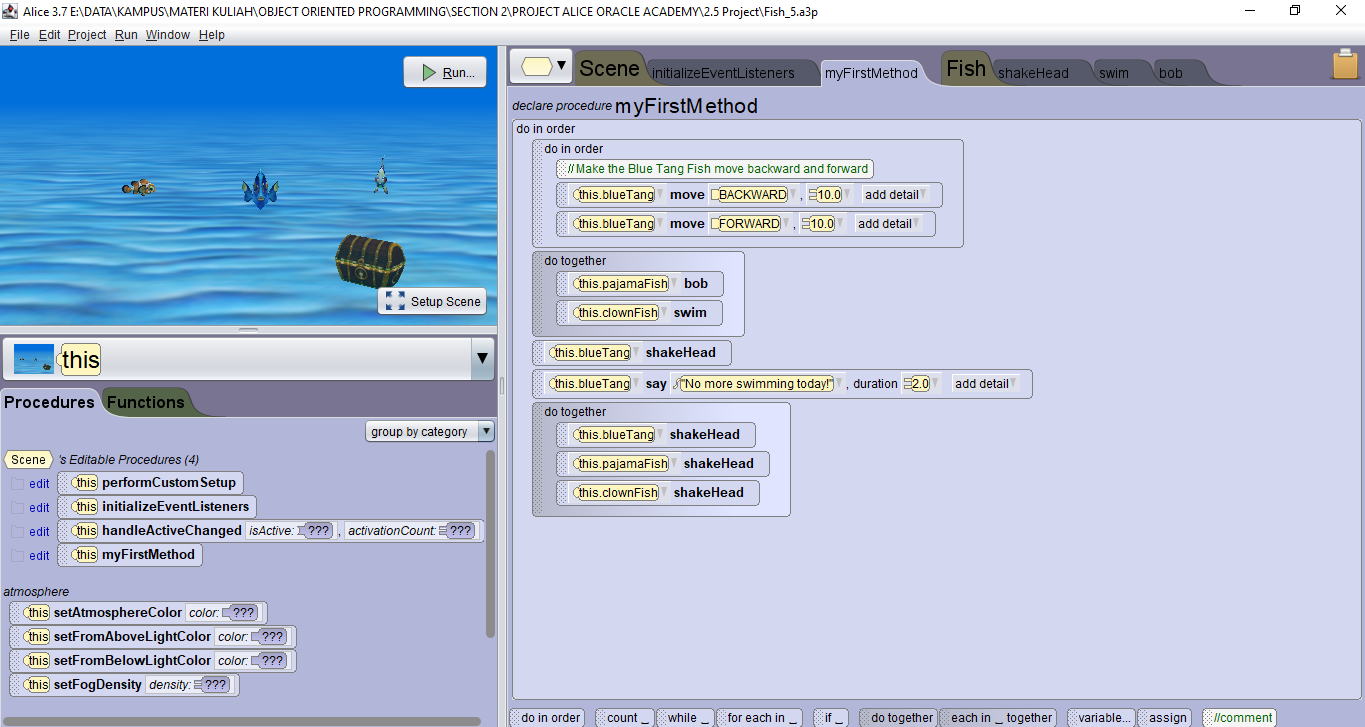 Alice 3.7 E:\DATA\KAMPUS\MATERI KULIAH\OBJECT ORIENTED PROGRAMMING\SECTION 2\PROJECT ALICE ORACLE ACADEMY\2.5 Project\Fish_5.a3p
File Edit Project Run Window Help
Run...
Setup Scene
this
Procedures Functions
group by category
Scene 's Editable Procedures (4)
edit this performCustomSetup
edit this initializeEventListeners
edit this handleActiveChanged isActive: ??? , activationCount: ???
edit this myFirstMethod
atmosphere
this setAtmosphereColor color: ???
this setFromAboveLightColor color: ???
this setFromBelowLightColor color: ???
this setFogDensity density: ???
Scene initializeEventListeners myFirstMethod Fish shakeHead swim bob
declare procedure myFirstMethod
do in order
do in order
//Make the Blue Tang Fish move backward and forward
this.blueTang move BACKWARD , 10.0 add detail
this.blueTang move FORWARD , 10.0 add detail
do together
this.pajamaFish bob
this.clownFish swim
this.blueTang shakeHead
this.blueTang say "No more swimming today!" , duration 2.0 add detail
do together
this.blueTang shakeHead
this.pajamaFish shakeHead
this.clownFish shakeHead
do in order count _ while _ for each in _ if _ do together each in _ together variable... assign //comment